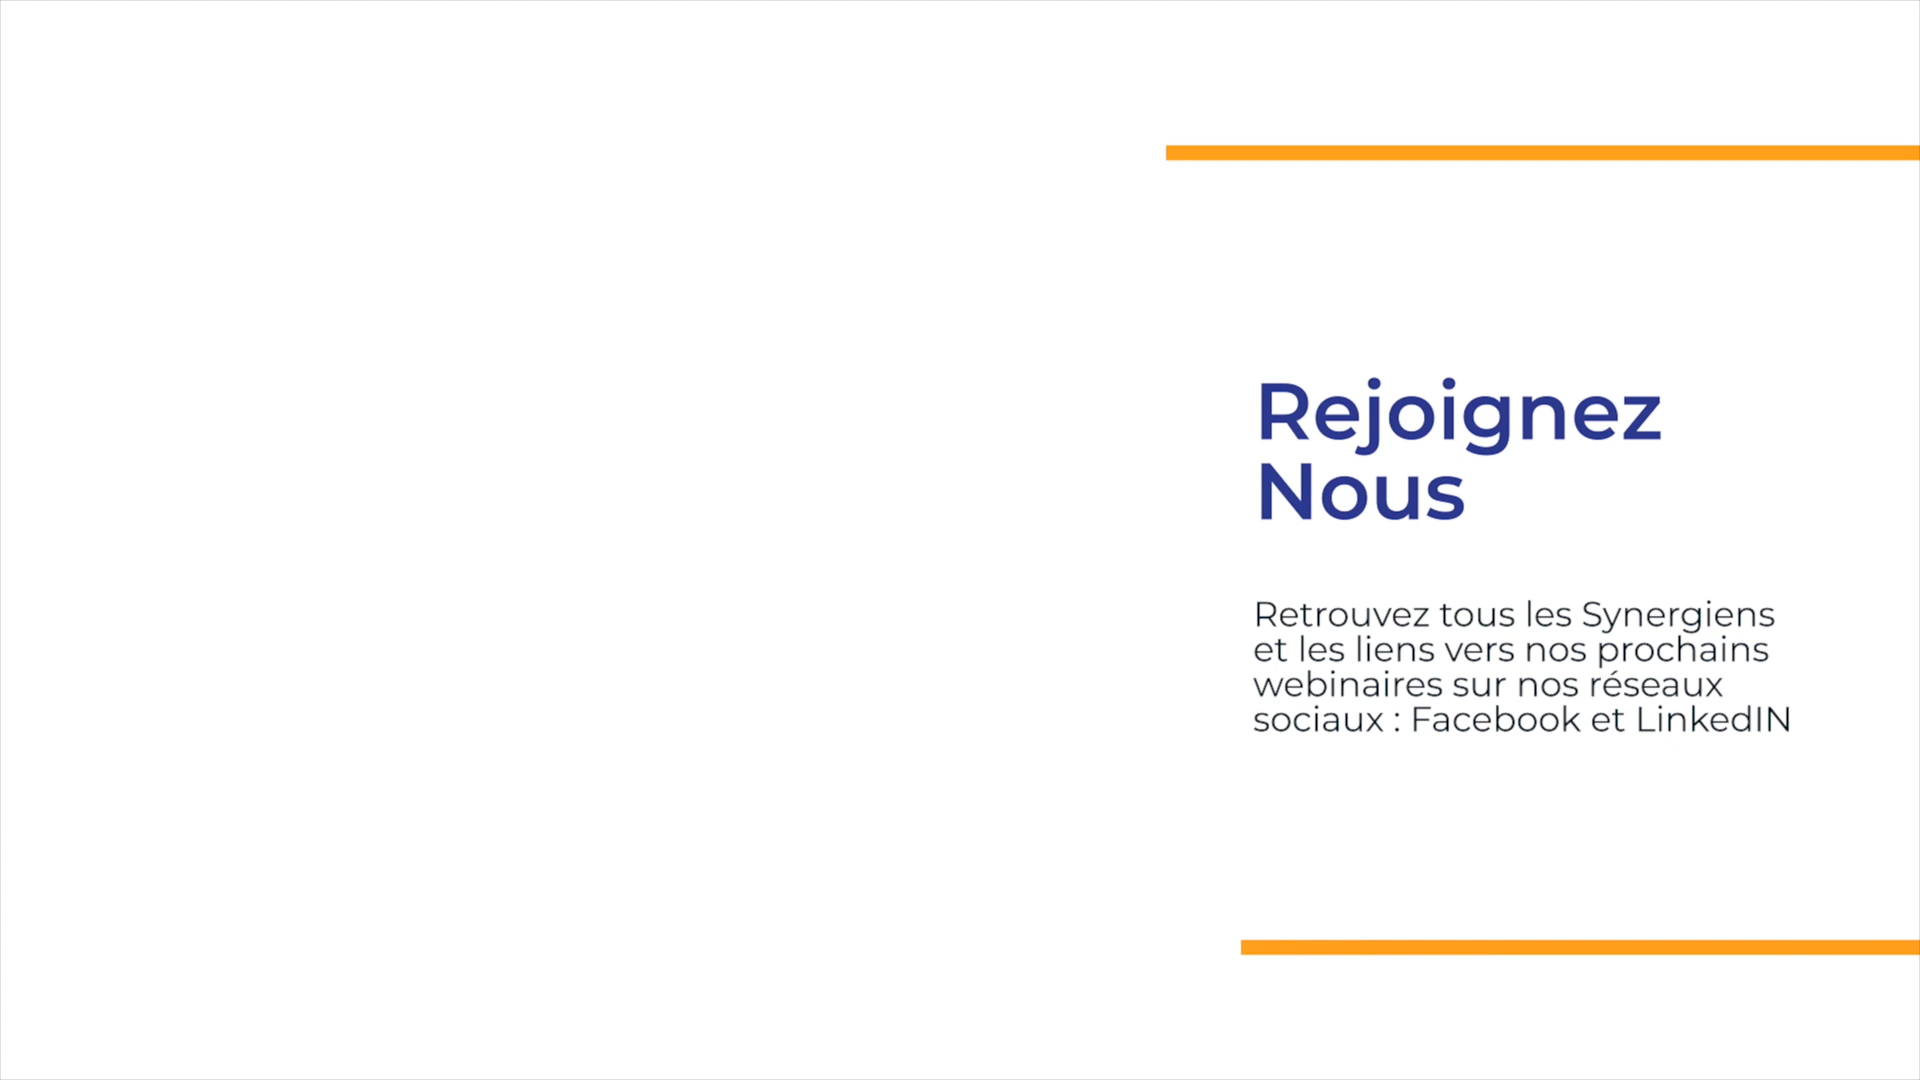 Rejoignez
Nous
Retrouvez tous les Synergiens
et les liens vers nos prochains
webinaires sur nos réseaux
sociaux : Facebook et LinkedIN